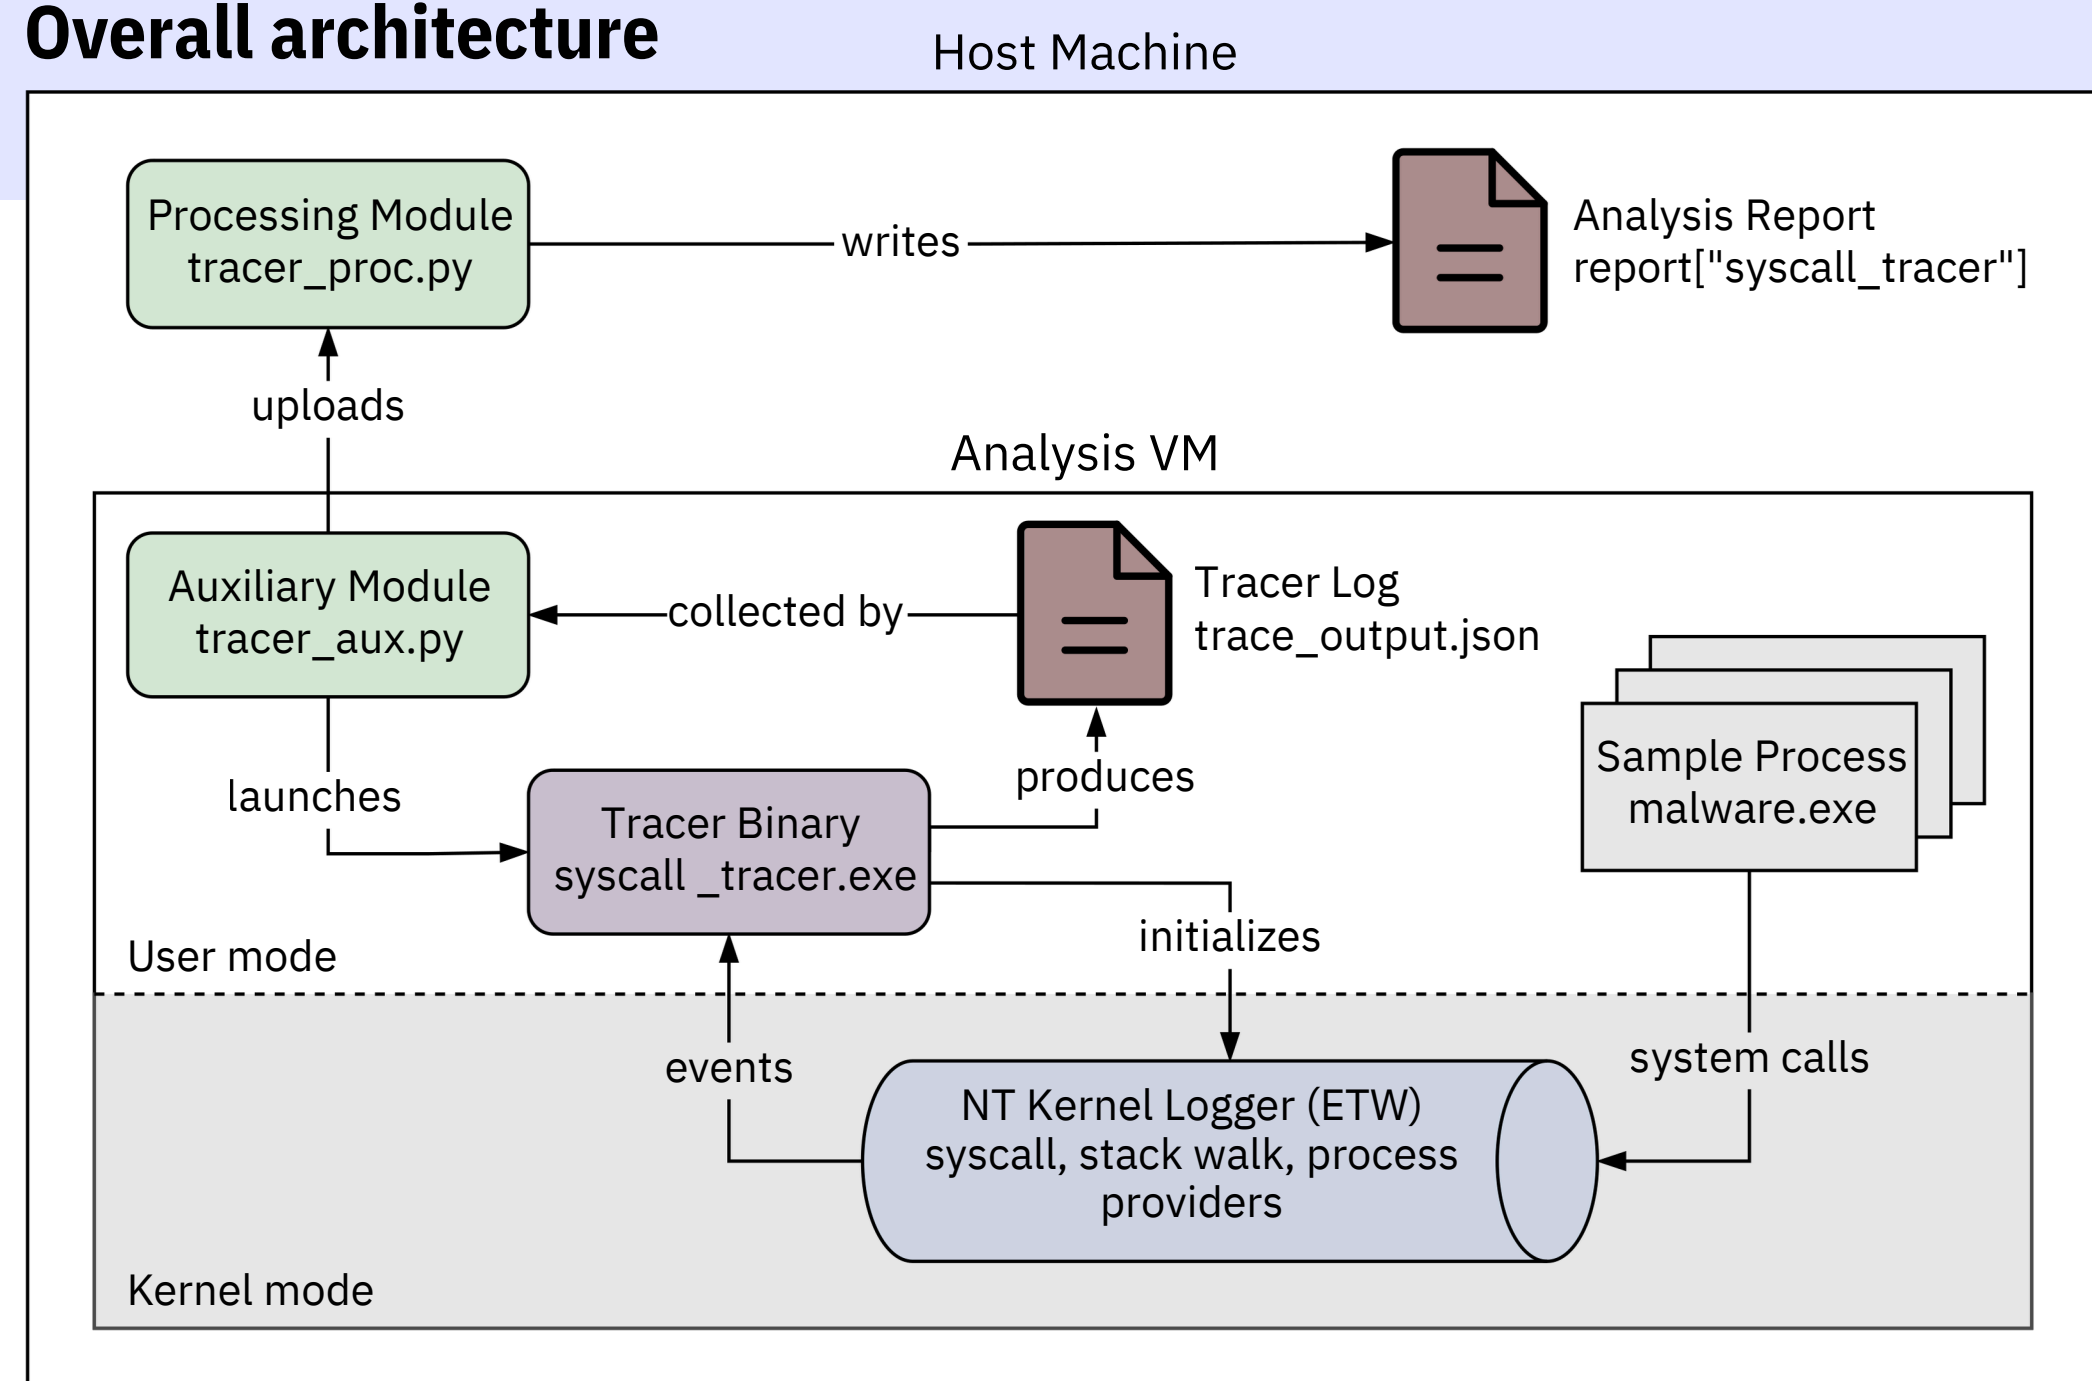 Overall architecture
Host Machine
Processing Module
tracer_proc.py
writes
Analysis Report
report["syscall_tracer"]
uploads
Analysis VM
Auxiliary Module
tracer_aux.py
collected by
Tracer Log
trace_output.json
launches
Tracer Binary
syscall _tracer.exe
produces
Sample Process
malware.exe
initializes
User mode
events
system calls
NT Kernel Logger (ETW)
syscall, stack walk, process
providers
Kernel mode